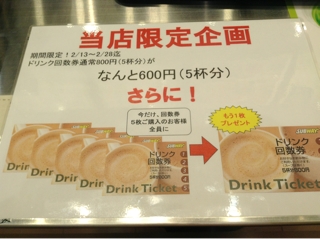 当店限定企画
期間限定!2/13～2/28迄
ドリンク回数券通常800円(5杯分)が
なんと600円(5杯分)
さらに!
今だけ、回数券
5枚ご購入のお客様
全員に
もう1枚
プレゼント
SUBWAY
ドリンク
回数券
Drink Ticket
Drink Ticket